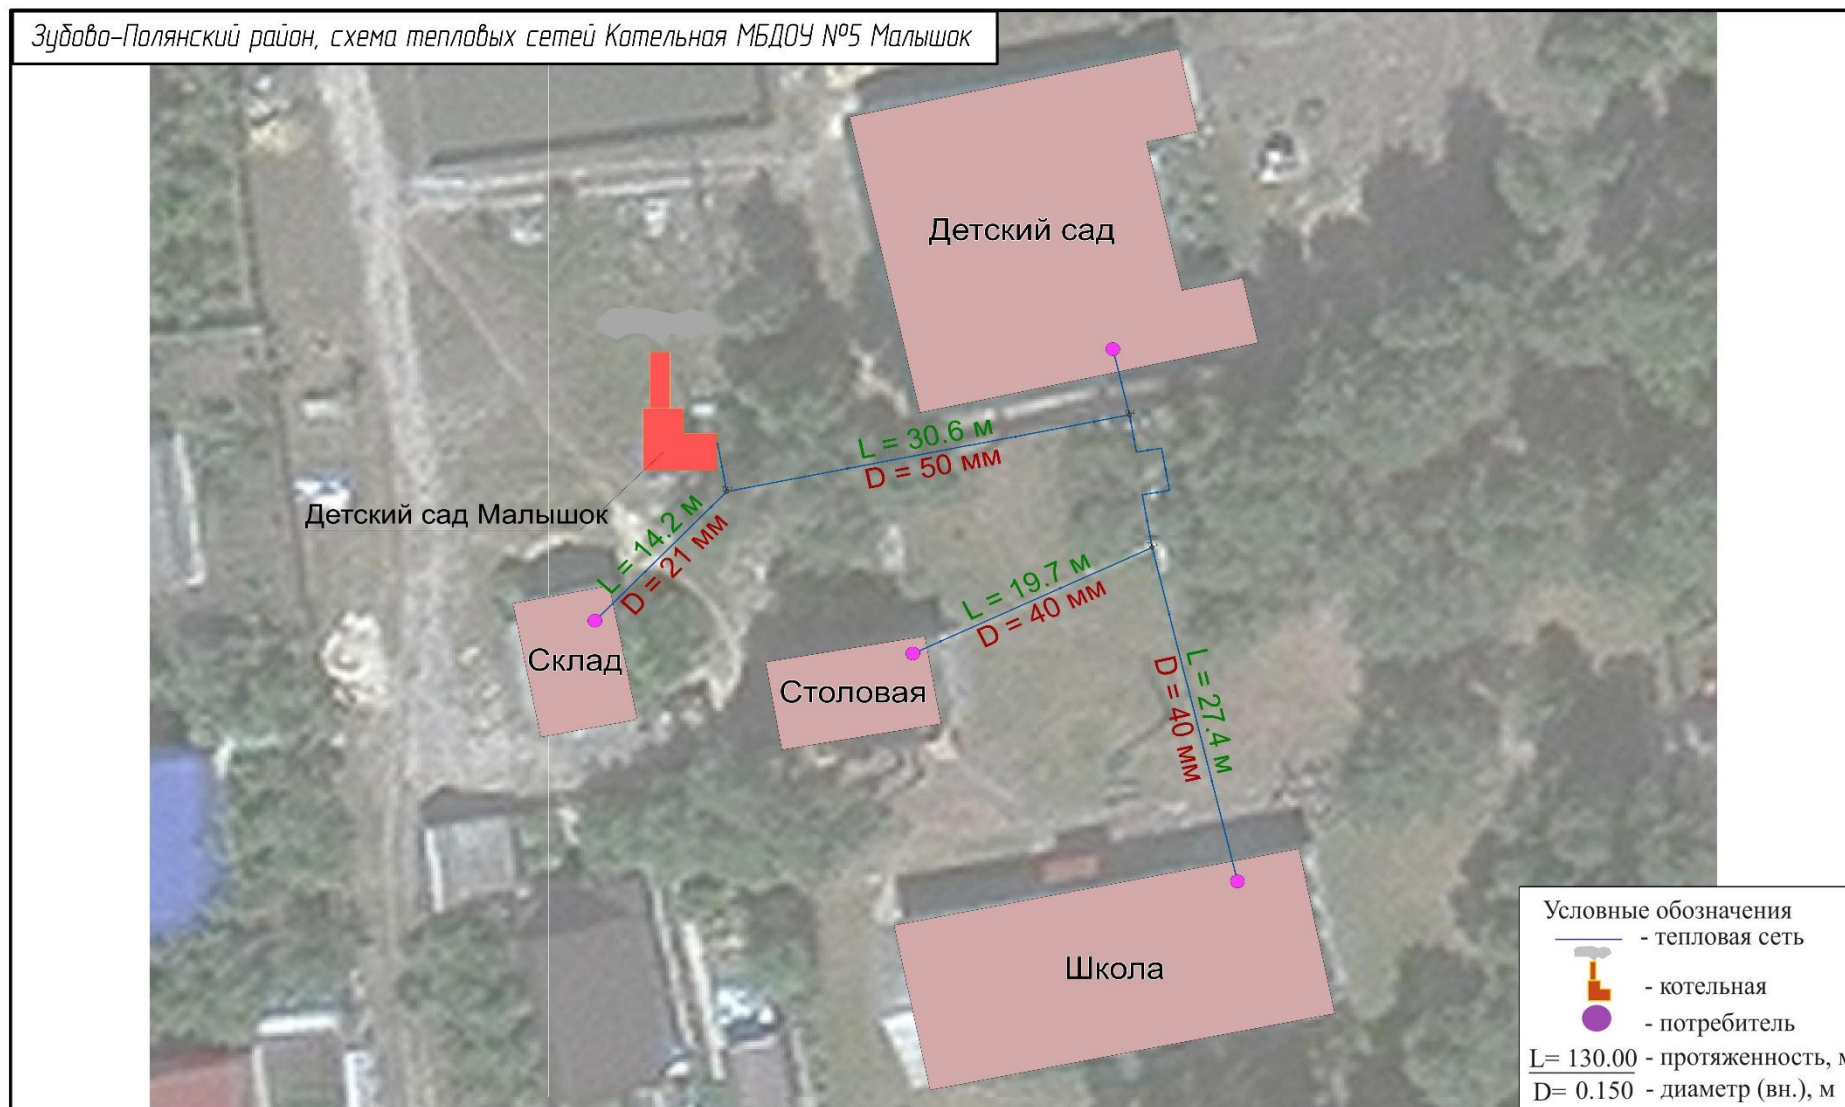 Зубово-Полянский район, схема тепловых сетей Котельная МБДОУ №5 Малышок
Детский сад
L = 30.6 м
D = 50 мм
Детский сад Малышок
L = 14.2 м
D = 21 мм
L = 19.7 м
D = 40 мм
Склад
Столовая
L = 27.4 м
D = 40 мм
Школа
Условные обозначения
- тепловая сеть
- котельная
- потребитель
L= 130.00 - протяженность, м
D= 0.150 - диаметр (вн.), м